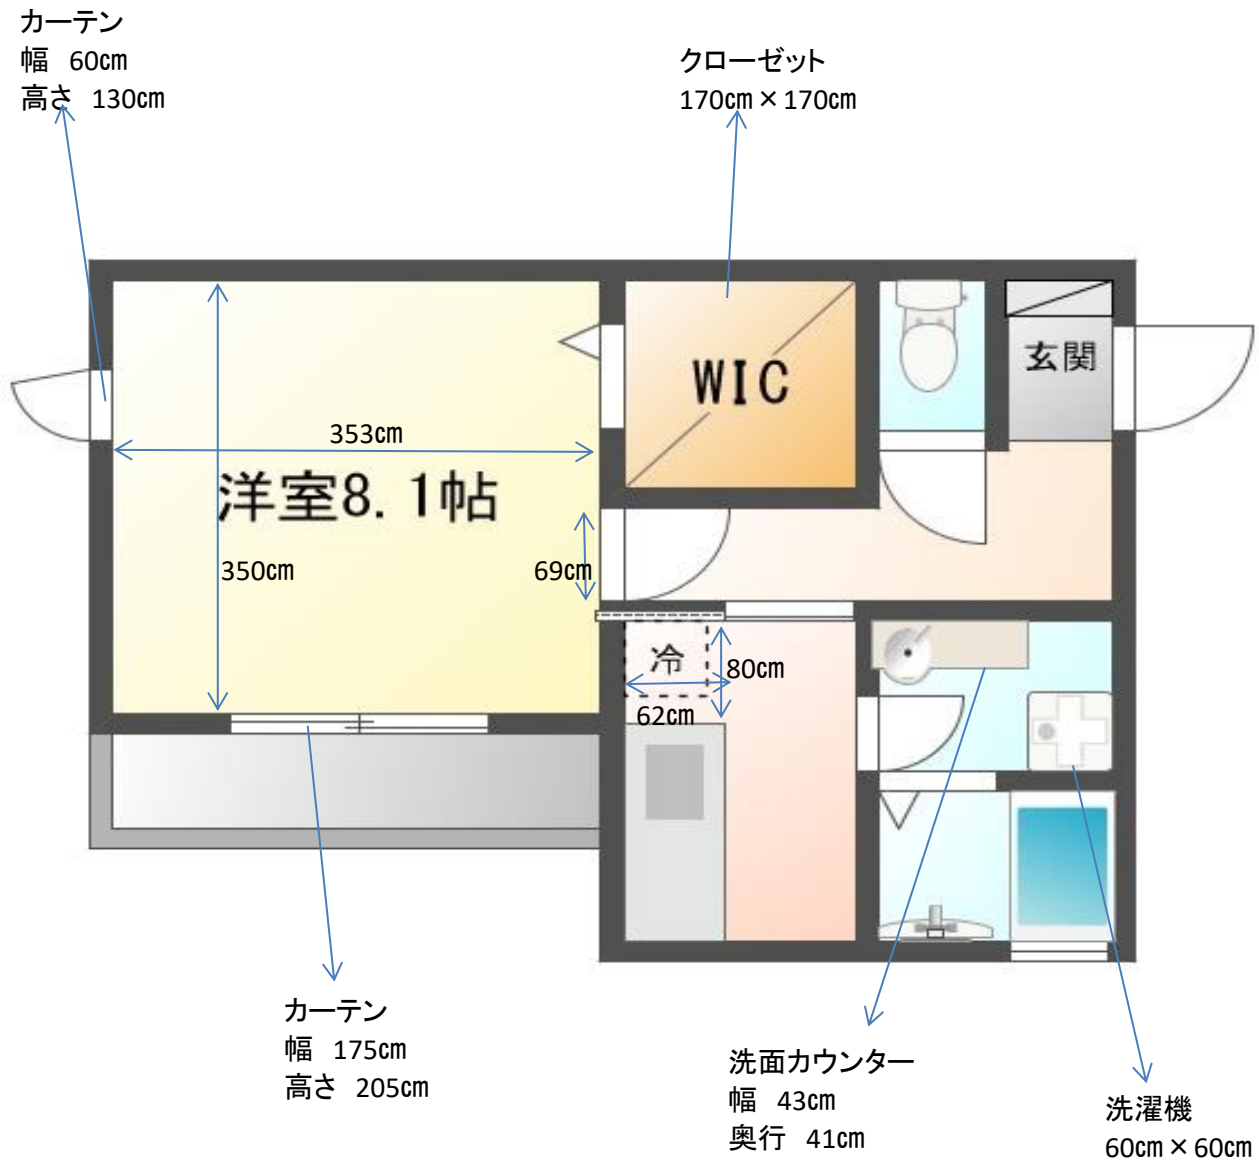 カーテン
幅 60㎝
高さ 130㎝
クローゼット
170㎝×170㎝
WIC
玄関
353㎝
洋室8.1帖
350㎝
69㎝
冷
80㎝
62㎝
カーテン
幅 175㎝
高さ 205㎝
洗面カウンター
幅 43㎝
奥行 41㎝
洗濯機
60㎝×60㎝